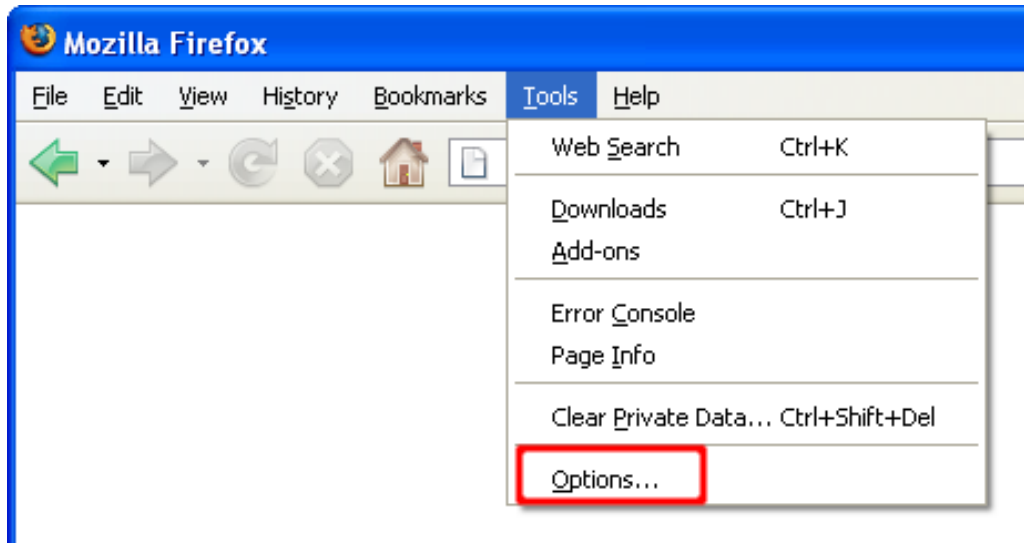 Mozilla Firefox
File Edit View History Bookmarks Tools Help
Web Search Ctrl+K
Downloads Ctrl+J
Add-ons
Error Console
Page Info
Clear Private Data... Ctrl+Shift+Del
Options...